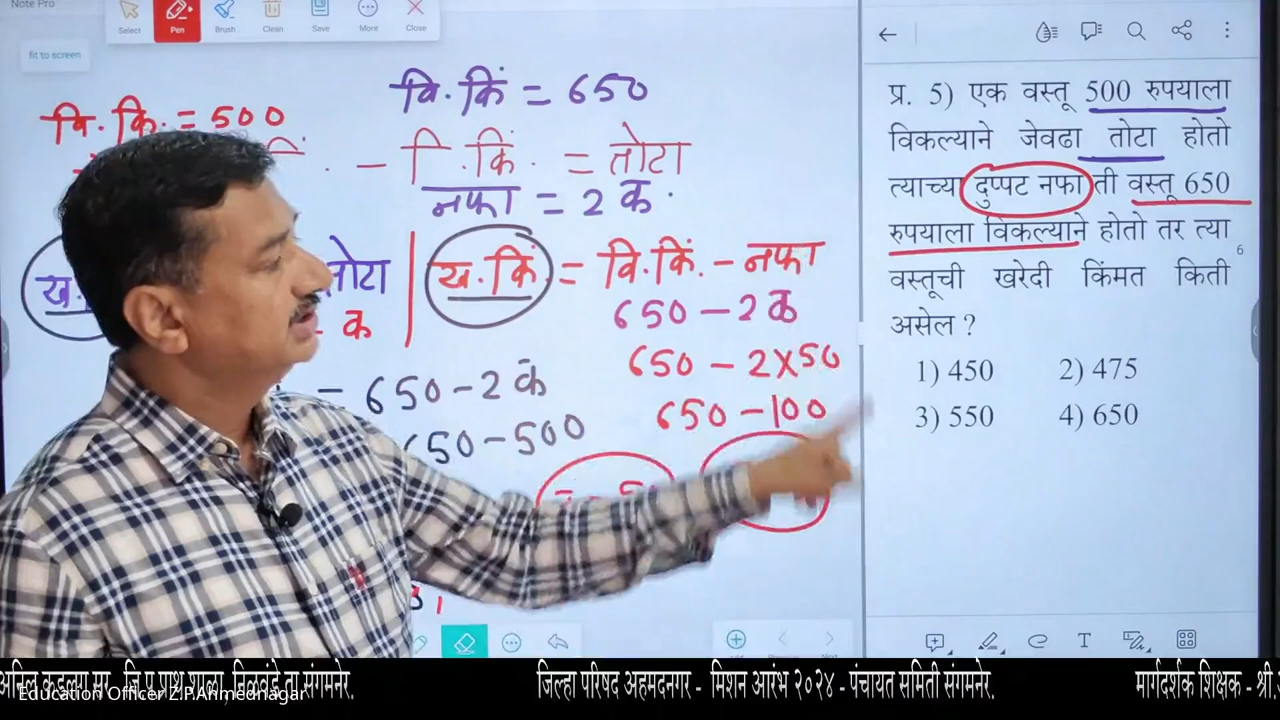 Note Pro
Select Pen Brush Clean Save More Close
fit to screen
वि.किं = 650
वि.किं. = 500
– वि.किं. = तोटा
नफा = 2 क.
तोटा
ख.किं = वि.किं. – नफा
क
650 – 2 क
650 – 2×50
= 650 – 2 क
650 – 100
650 – 500
प्र. 5) एक वस्तू 500 रुपयाला
विकल्याने जेवढा तोटा होतो
त्याच्या दुप्पट नफा ती वस्तू 650
रुपयाला विकल्याने होतो तर त्या
6
वस्तूची खरेदी किंमत किती
असेल ?
1) 450 2) 475
3) 550 4) 650
जिल्हा परिषद अहमदनगर - मिशन आरंभ २०२४ - पंचायत समिती संगमनेर.
मार्गदर्शक शिक्षक - श्री.
Education Officer Z.P.Ahmednagar